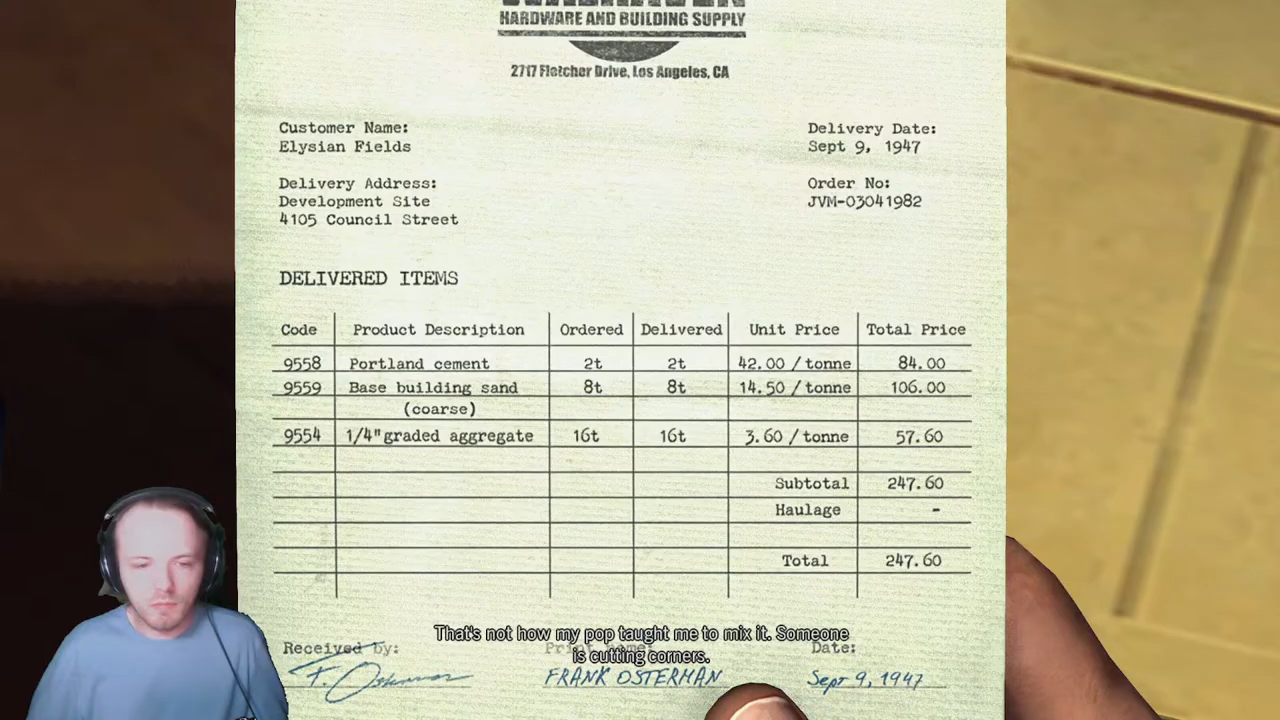 HARDWARE AND BUILDING SUPPLY
2717 Fletcher Drive, Los Angeles, CA
Customer Name:
Elysian Fields
Delivery Date:
Sept 9, 1947
Delivery Address:
Development Site
4105 Council Street
Order No:
JVM-03041982
DELIVERED ITEMS
Code Product Description Ordered Delivered Unit Price Total Price
9558 Portland cement 2t 2t 42.00 / tonne 84.00
9559 Base building sand 8t 8t 14.50 / tonne 106.00
(coarse)
9554 1/4" graded aggregate 16t 16t 3.60 / tonne 57.60
Subtotal 247.60
Haulage -
Total 247.60
That's not how my pop taught me to mix it. Someone
is cutting corners.
Received by: Date:
F. Osterman FRANK OSTERMAN Sept 9, 1947